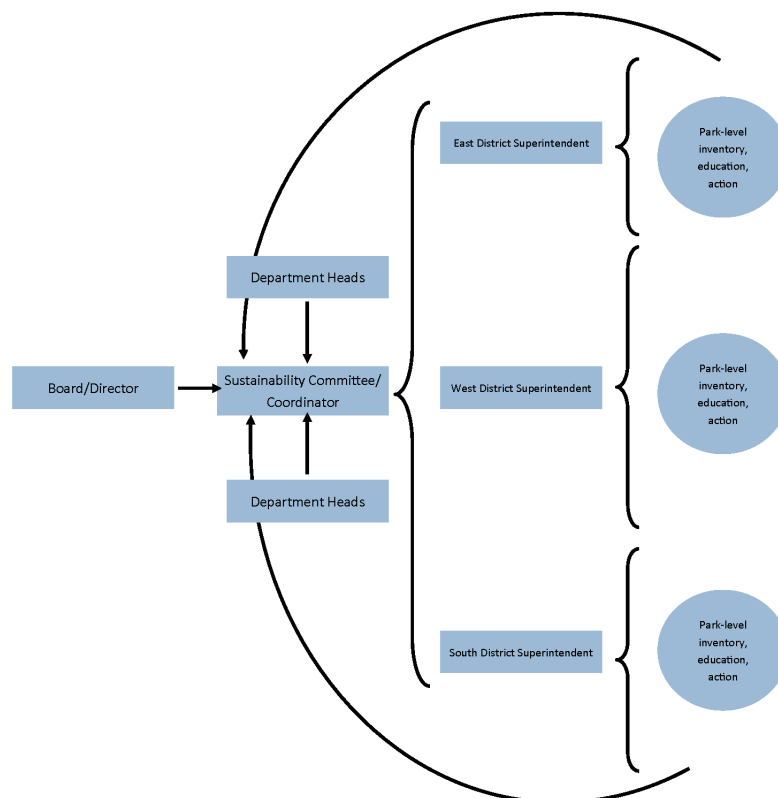 East District Superintendent
Park-level
inventory,
education,
action
Department Heads
Board/Director
Sustainability Committee/
Coordinator
West District Superintendent
Park-level
inventory,
education,
action
Department Heads
South District Superintendent
Park-level
inventory,
education,
action